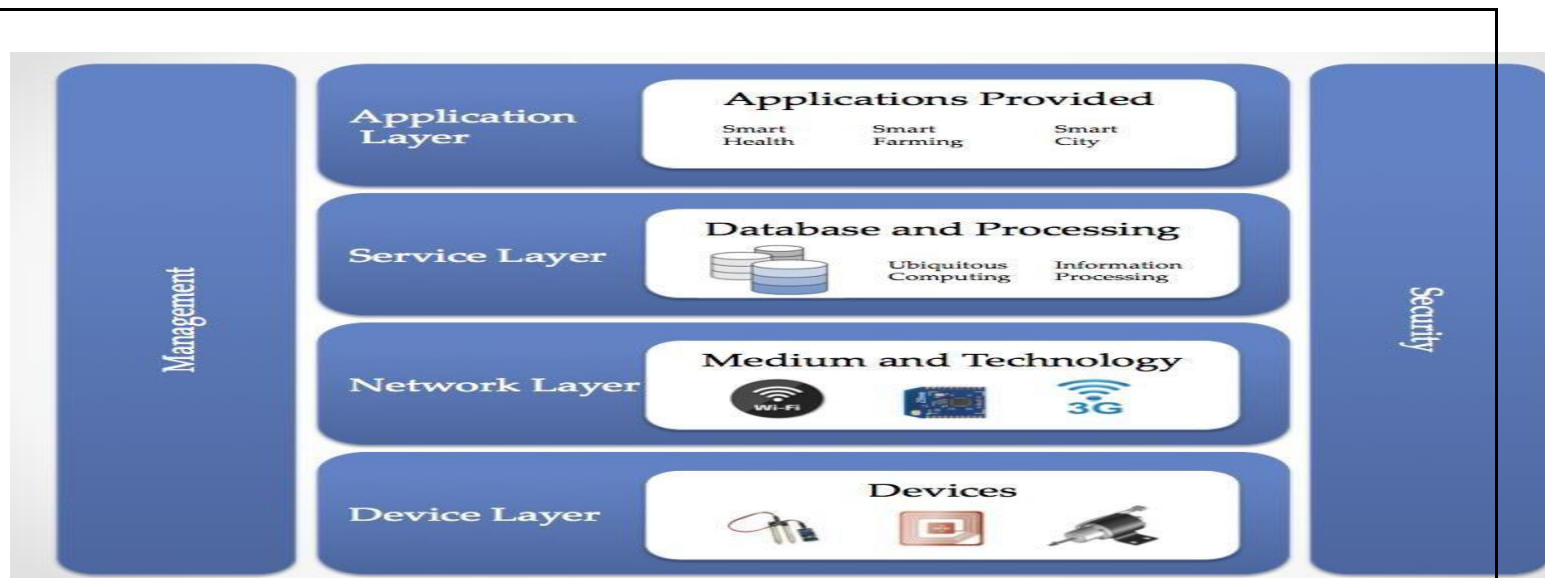 Management
Application
Layer
Applications Provided
Smart
Health
Smart
Farming
Smart
City
Service Layer
Database and Processing
Ubiquitous
Computing
Information
Processing
Network Layer
Medium and Technology
Wi-Fi
3G
Device Layer
Devices
Security